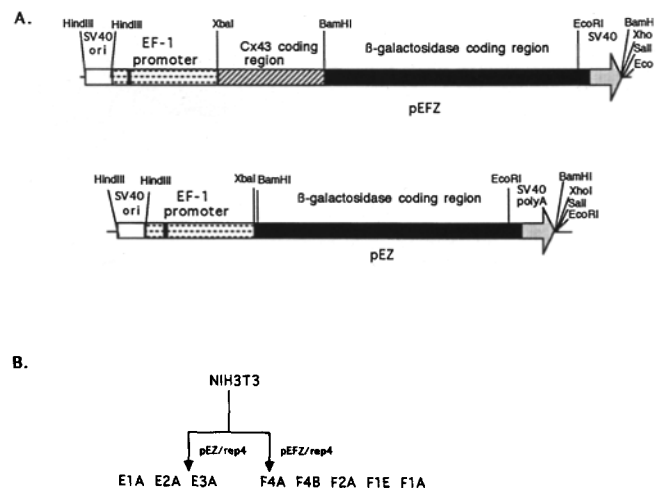 A.
HindIII HindIII XbaI BamHI EcoRI BamH
SV40 ori EF-1 promoter Cx43 coding region ß-galactosidase coding region SV40 Xho
SalI
Eco
pEFZ
HindIII HindIII XbaI BamHI EcoRI BamHI
SV40 ori EF-1 promoter ß-galactosidase coding region SV40 polyA XhoI
SalI
EcoRI
pEZ
B.
NIH3T3
pEZ/rep4 pEFZ/rep4
E1A E2A E3A F4A F4B F2A F1E F1A